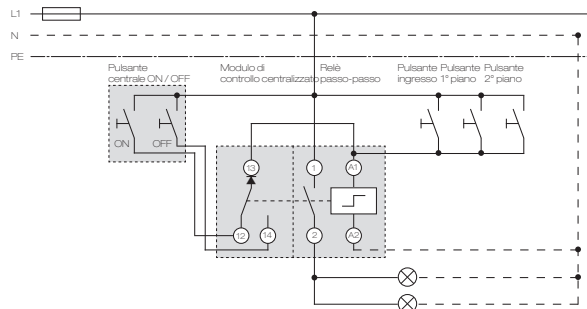 L1
N
PE
Pulsante
centrale ON / OFF
Modulo di
controllo centralizzato
Relè
passo-passo
Pulsante
ingresso
Pulsante
1° piano
Pulsante
2° piano
ON
OFF
13
1
A1
12
14
2
A2